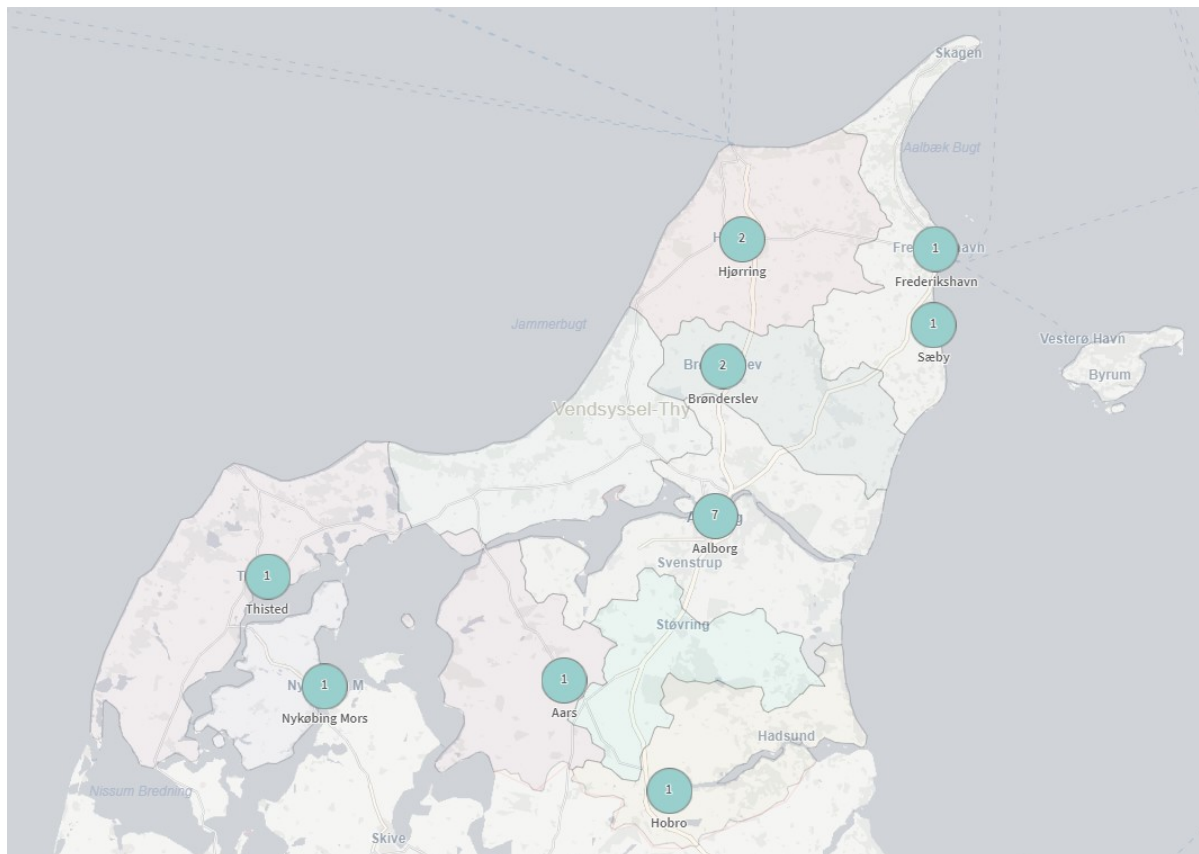 Skagen
Aalbæk Bugt
2
Hjørring
1
Frederikshavn
Jammerbugt
1
Sæby
Vesterø Havn
Byrum
2
Brønderslev
Vendsyssel-Thy
7
Aalborg
Svenstrup
1
Thisted
Støvring
1
Nykøbing Mors
1
Aars
Hadsund
1
Hobro
Nissum Bredning
Skive